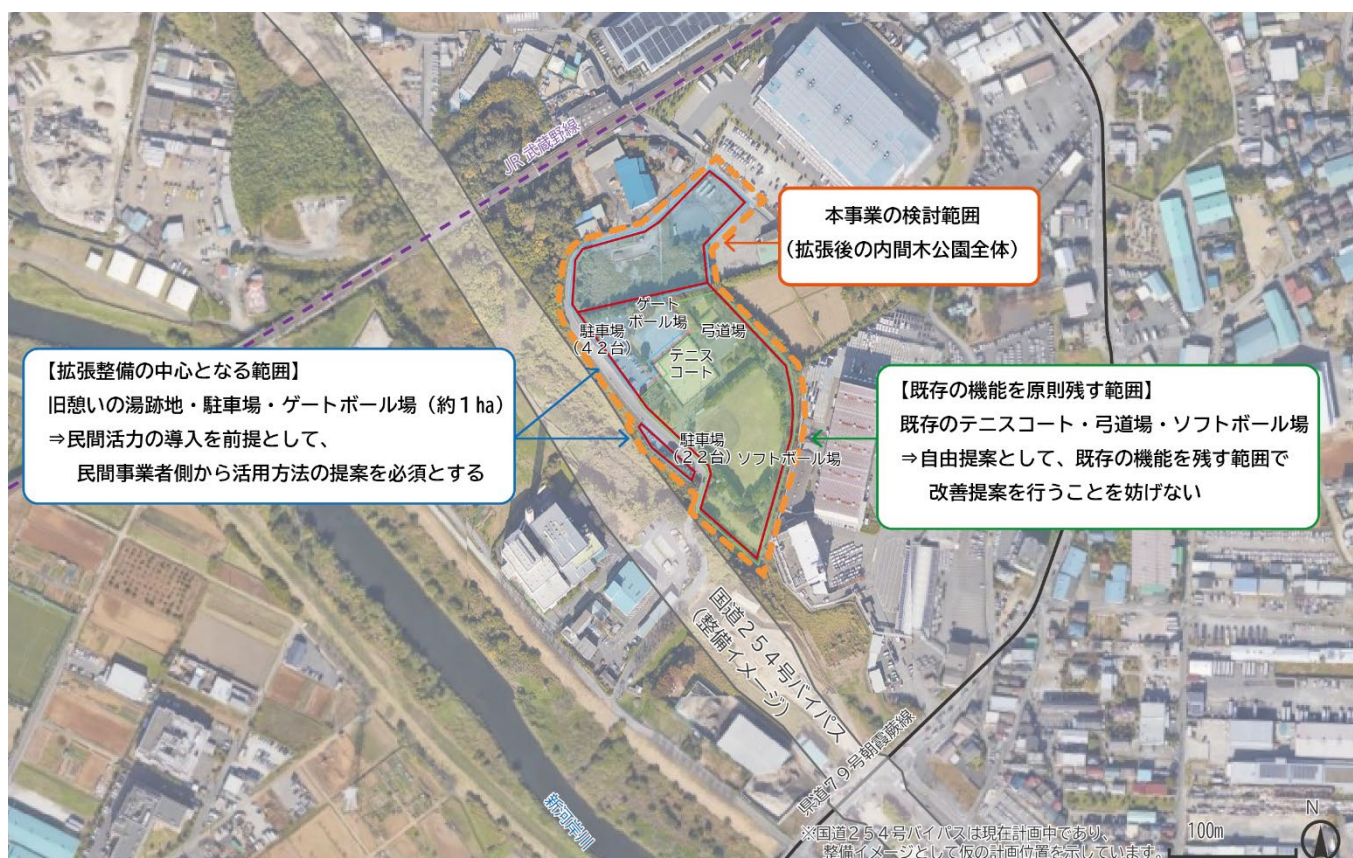 JR 武蔵野線
本事業の検討範囲
(拡張後の内間木公園全体)
ゲート
ボール場
弓道場
駐車場
(42台)
テニス
コート
【拡張整備の中心となる範囲】
旧憩いの湯跡地・駐車場・ゲートボール場(約1ha)
⇒民間活力の導入を前提として、
民間事業者側から活用方法の提案を必須とする
【既存の機能を原則残す範囲】
既存のテニスコート・弓道場・ソフトボール場
⇒自由提案として、既存の機能を残す範囲で
改善提案を行うことを妨げない
駐車場
(22台)
ソフトボール場
国道254号バイパス
(整備イメージ)
県道79号朝霞蕨線
新河岸川
※国道254号バイパスは現在計画中であり、
整備イメージとして仮の計画位置を示しています。
100m
N